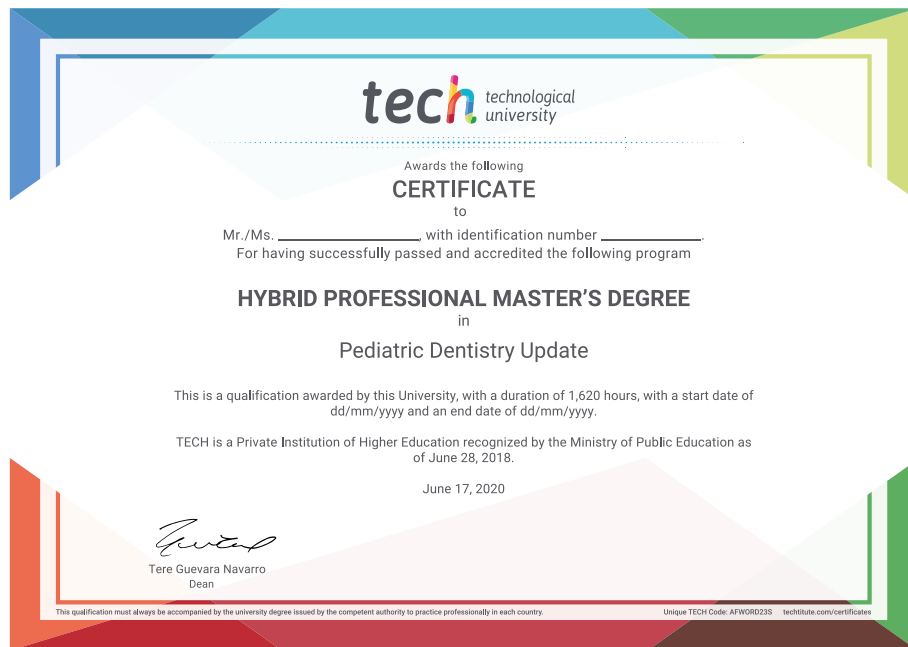 tech technological
university
Awards the following
CERTIFICATE
to
Mr./Ms. ____________________, with identification number ______________.
For having successfully passed and accredited the following program
HYBRID PROFESSIONAL MASTER’S DEGREE
in
Pediatric Dentistry Update
This is a qualification awarded by this University, with a duration of 1,620 hours, with a start date of
dd/mm/yyyy and an end date of dd/mm/yyyy.
TECH is a Private Institution of Higher Education recognized by the Ministry of Public Education as
of June 28, 2018.
June 17, 2020
Tere Guevara Navarro
Dean
This qualification must always be accompanied by the university degree issued by the competent authority to practice professionally in each country. Unique TECH Code: AFWORD23S techtitute.com/certificates